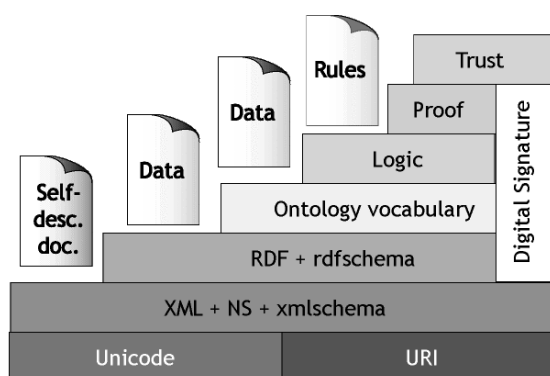 Trust
Rules
Proof
Data
Logic
Data
Digital Signature
Self-
desc.
doc.
Ontology vocabulary
RDF + rdfschema
XML + NS + xmlschema
Unicode
URI